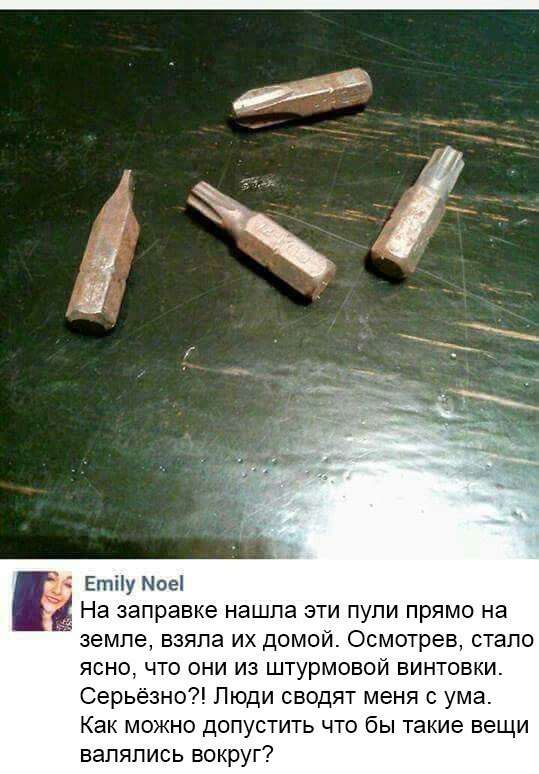 Emily Noel
На заправке нашла эти пули прямо на
земле, взяла их домой. Осмотрев, стало
ясно, что они из штурмовой винтовки.
Серьёзно?! Люди сводят меня с ума.
Как можно допустить что бы такие вещи
валялись вокруг?